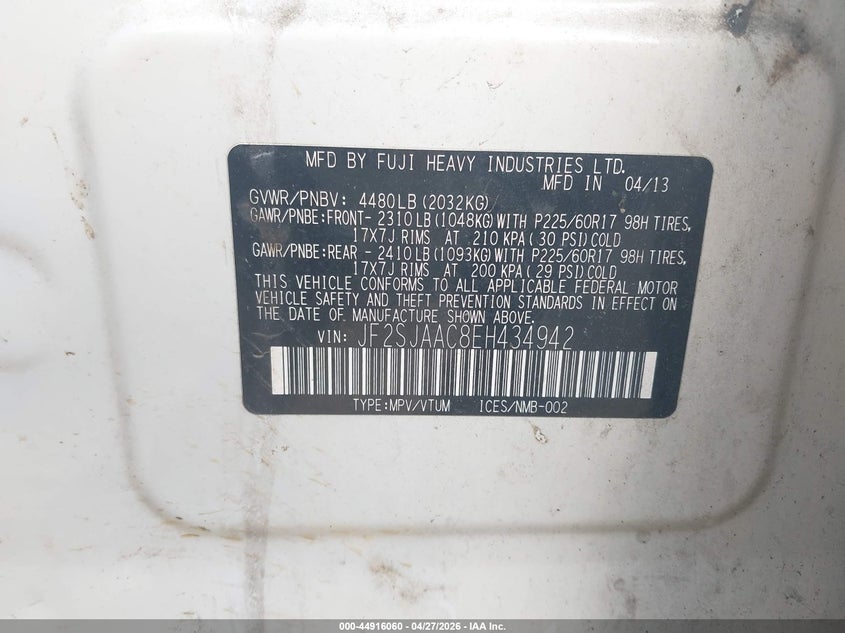 MFD BY FUJI HEAVY INDUSTRIES LTD.
MFD IN 04/13
GVWR/PNBV: 4480LB(2032KG)
GAWR/PNBE:FRONT- 2310LB(1048KG)WITH P225/60R17 98H TIRES,
17X7J RIMS AT 210 KPA(30 PSI)COLD
GAWR/PNBE:REAR - 2410LB(1093KG)WITH P225/60R17 98H TIRES,
17X7J RIMS AT 200 KPA(29 PSI)COLD
THIS VEHICLE CONFORMS TO ALL APPLICABLE FEDERAL MOTOR
VEHICLE SAFETY AND THEFT PREVENTION STANDARDS IN EFFECT ON
THE DATE OF MANUFACTURE SHOWN ABOVE.
VIN: JF2SJAAC8EH434942
TYPE:MPV/VTUM ICES/NMB-002
000-44916060 - 04/27/2026 - IAA Inc.